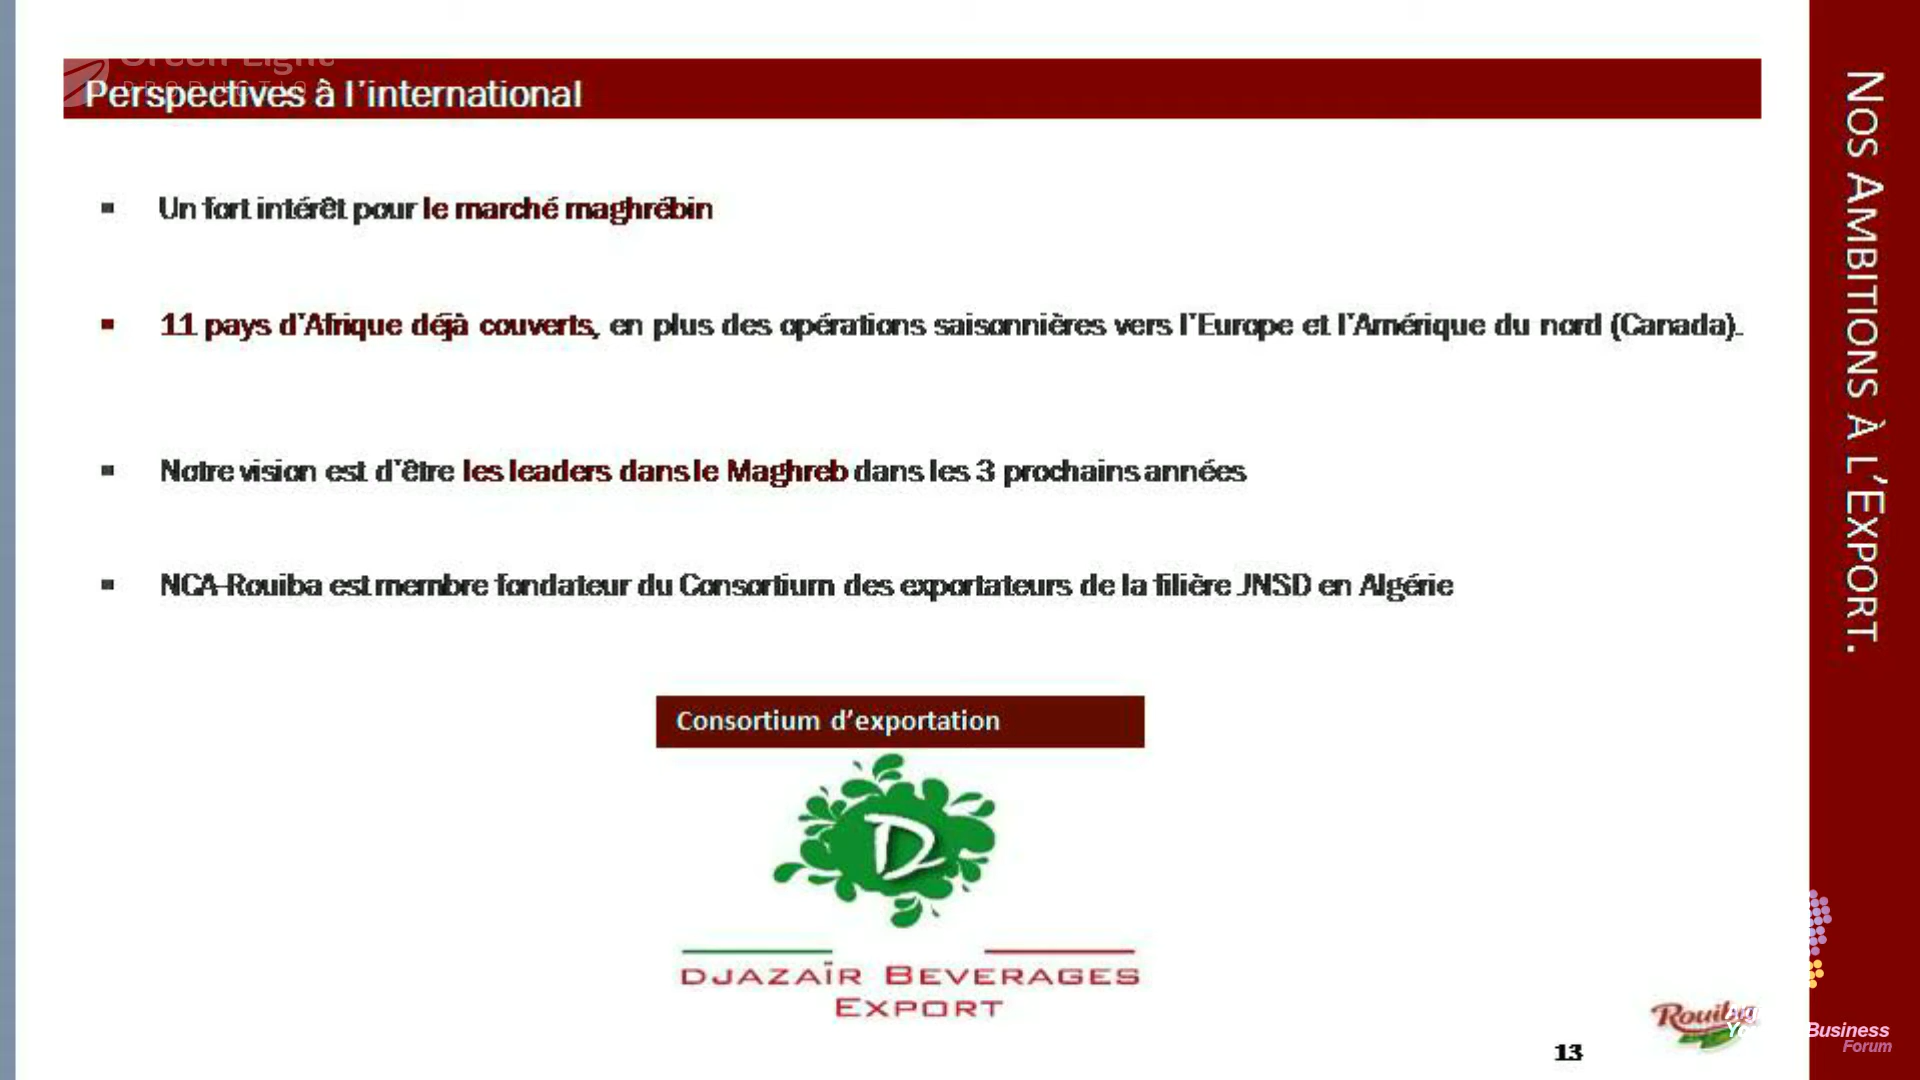 Green Light
PRODUCTION
Perspectives à l'international
Un fort intérêt pour le marché maghrébin
11 pays d'Afrique déjà couverts, en plus des opérations saisonnières vers l'Europe et l'Amérique du nord (Canada).
Notre vision est d'être les leaders dans le Maghreb dans les 3 prochains années
NCA-Rouiba est membre fondateur du Consortium des exportateurs de la filière JNSD en Algérie
Consortium d'exportation
D
DJAZAÏR BEVERAGES
EXPORT
13
Rouiba
Business
Forum
NOS AMBITIONS À L'EXPORT.